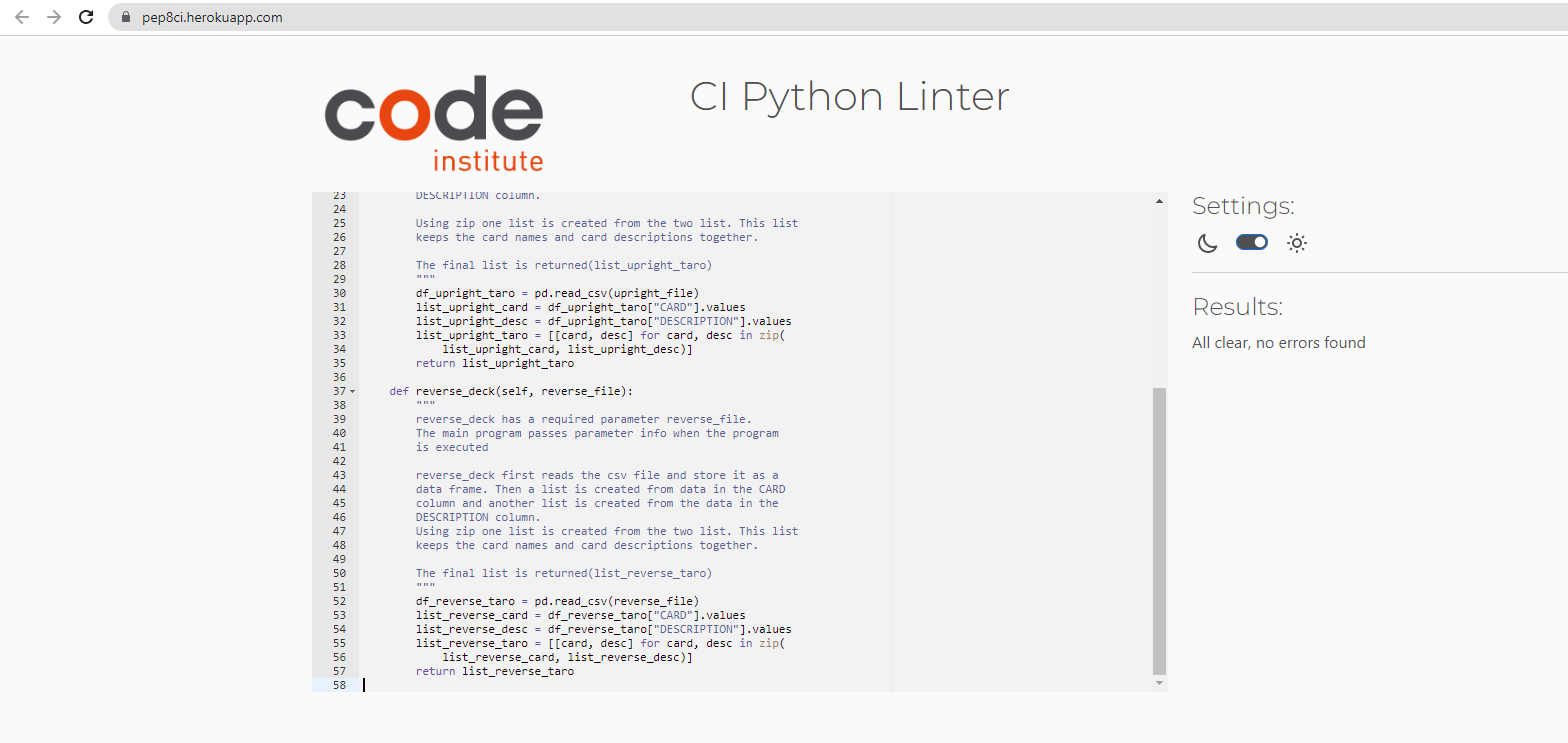 pep8ci.herokuapp.com
code
institute
CI Python Linter
23 DESCRIPTION column.
24
25 Using zip one list is created from the two list. This list
26 keeps the card names and card descriptions together.
27
28 The final list is returned(list_upright_taro)
29 """
30 df_upright_taro = pd.read_csv(upright_file)
31 list_upright_card = df_upright_taro["CARD"].values
32 list_upright_desc = df_upright_taro["DESCRIPTION"].values
33 list_upright_taro = [[card, desc] for card, desc in zip(
34 list_upright_card, list_upright_desc)]
35 return list_upright_taro
36
37 def reverse_deck(self, reverse_file):
38 """
39 reverse_deck has a required parameter reverse_file.
40 The main program passes parameter info when the program
41 is executed
42
43 reverse_deck first reads the csv file and store it as a
44 data frame. Then a list is created from data in the CARD
45 column and another list is created from the data in the
46 DESCRIPTION column.
47 Using zip one list is created from the two list. This list
48 keeps the card names and card descriptions together.
49
50 The final list is returned(list_reverse_taro)
51 """
52 df_reverse_taro = pd.read_csv(reverse_file)
53 list_reverse_card = df_reverse_taro["CARD"].values
54 list_reverse_desc = df_reverse_taro["DESCRIPTION"].values
55 list_reverse_taro = [[card, desc] for card, desc in zip(
56 list_reverse_card, list_reverse_desc)]
57 return list_reverse_taro
58
Settings:
Results:
All clear, no errors found